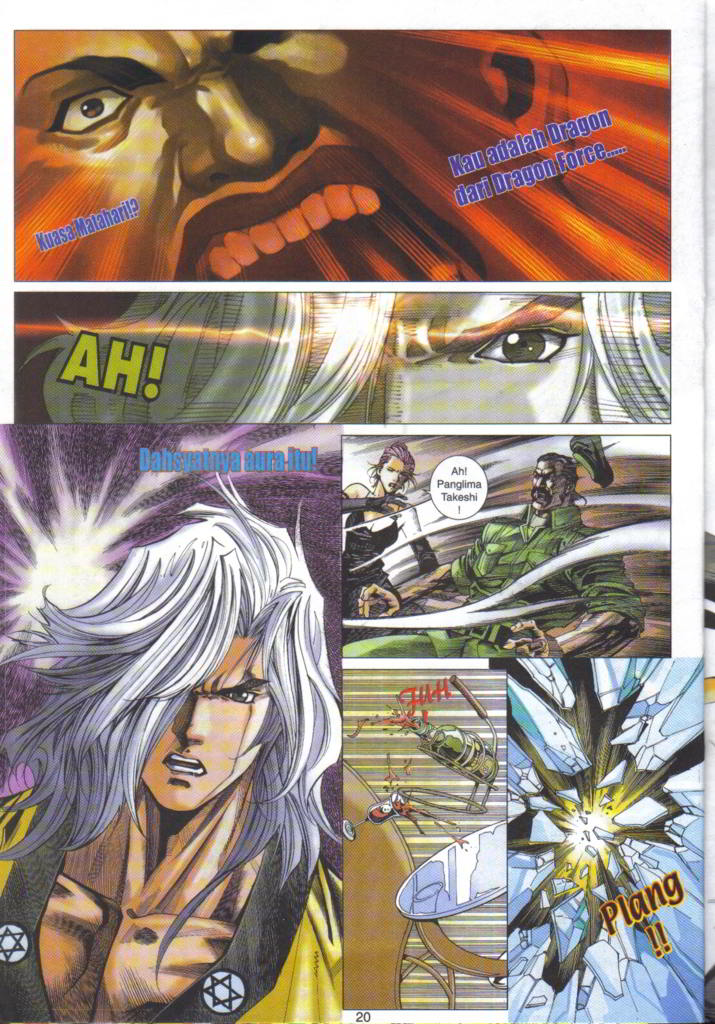 Kuasa Matahari!?
Kau adalah Dragon
dari Dragon Force.....
AH!
Dahsyatnya aura itu!
Ah!
Panglima
Takeshi
!
Plang
!!
20